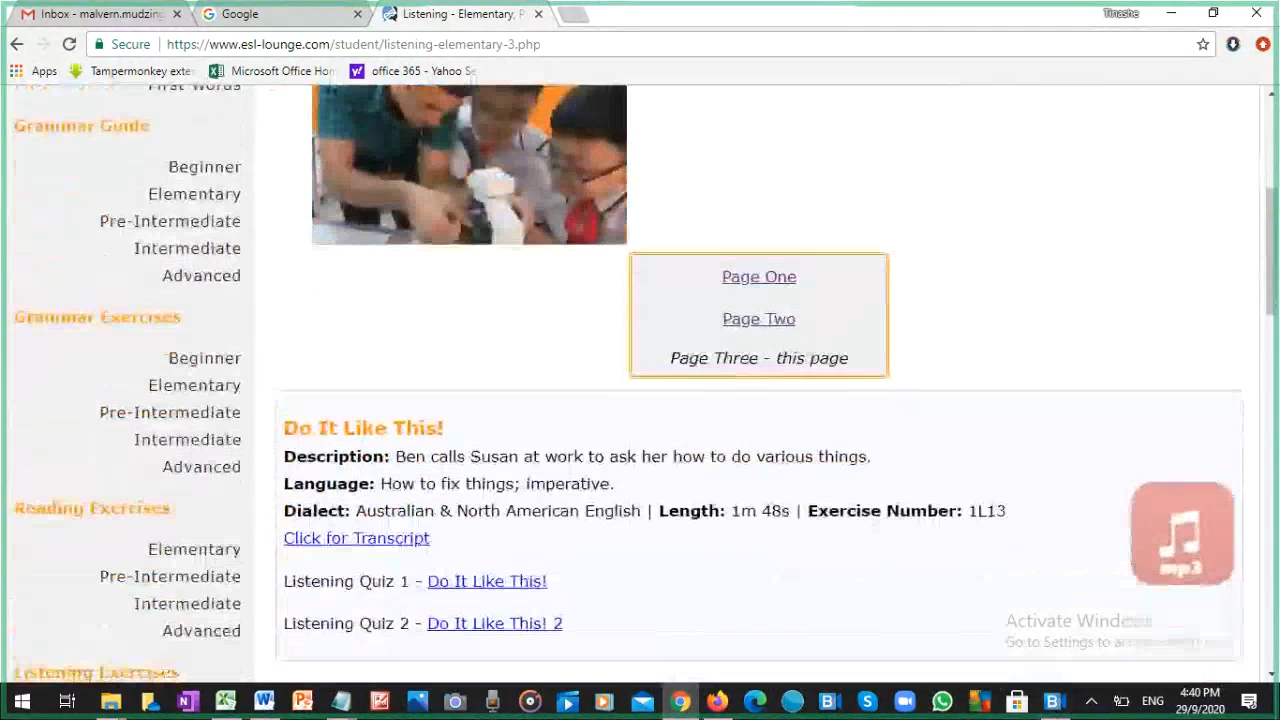 Inbox - malvern.mudzing
Google
Listening - Elementary, P
Tinashe
Secure
https://www.esl-lounge.com/student/listening-elementary-3.php
Apps
Tampermonkey exte
Microsoft Office Hom
office 365 - Yahoo Se
First Words
Grammar Guide
Beginner
Elementary
Pre-Intermediate
Intermediate
Advanced
Grammar Exercises
Beginner
Elementary
Pre-Intermediate
Intermediate
Advanced
Reading Exercises
Elementary
Pre-Intermediate
Intermediate
Advanced
Listening Exercises
Page One
Page Two
Page Three - this page
Do It Like This!
Description: Ben calls Susan at work to ask her how to do various things.
Language: How to fix things; imperative.
Dialect: Australian & North American English | Length: 1m 48s | Exercise Number: 1L13
Click for Transcript
mp3
Listening Quiz 1 - Do It Like This!
Listening Quiz 2 - Do It Like This! 2
Activate Windows
Go to Settings to a
ENG
4:40 PM
29/9/2020